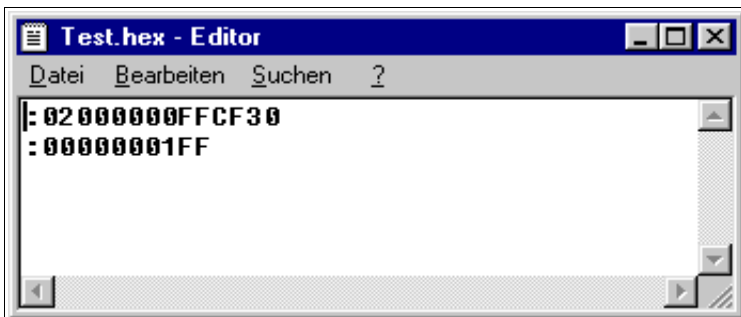 Test.hex - Editor
Datei Bearbeiten Suchen ?
:02000000FFCF30
:00000001FF